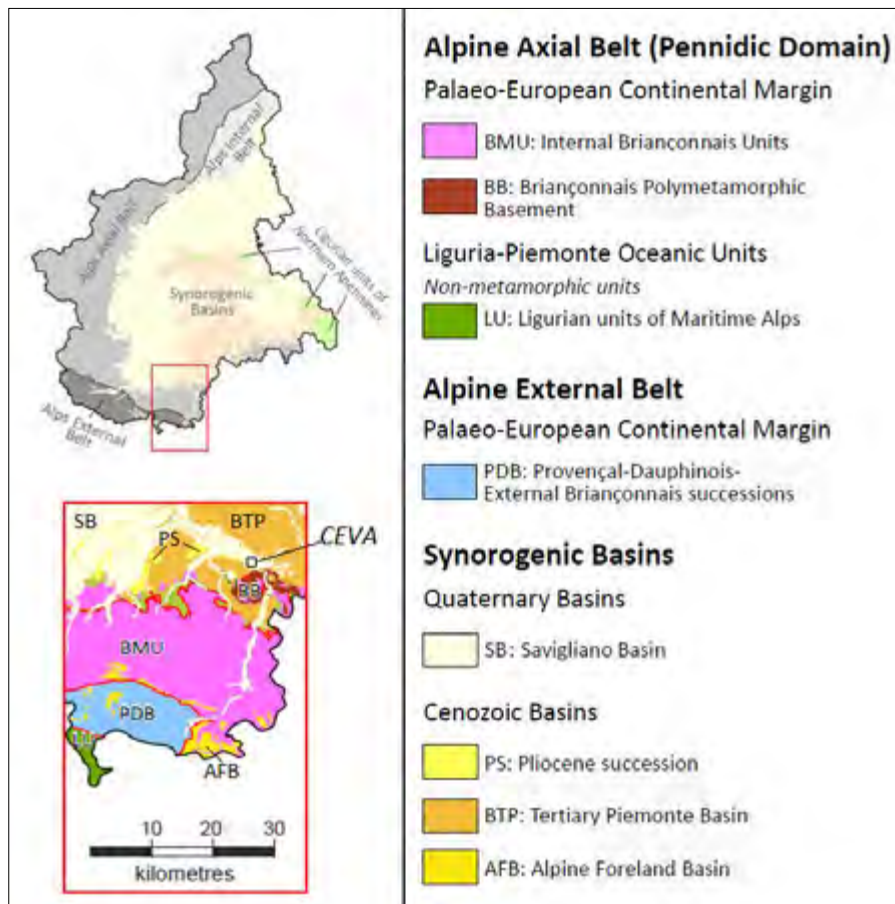 Alps Internal
Belt
Alps Axial Belt
Ligurian units of
Northern Apennines
Synorogenic
Basins
Alps External
Belt
SB
BTP
PS
CEVA
BB
BMU
PDB
LU
AFB
10 20 30
kilometres
Alpine Axial Belt (Pennidic Domain)
Palaeo-European Continental Margin
BMU: Internal Briançonnais Units
BB: Briançonnais Polymetamorphic
Basement
Liguria-Piemonte Oceanic Units
Non-metamorphic units
LU: Ligurian units of Maritime Alps
Alpine External Belt
Palaeo-European Continental Margin
PDB: Provençal-Dauphinois-
External Briançonnais successions
Synorogenic Basins
Quaternary Basins
SB: Savigliano Basin
Cenozoic Basins
PS: Pliocene succession
BTP: Tertiary Piemonte Basin
AFB: Alpine Foreland Basin